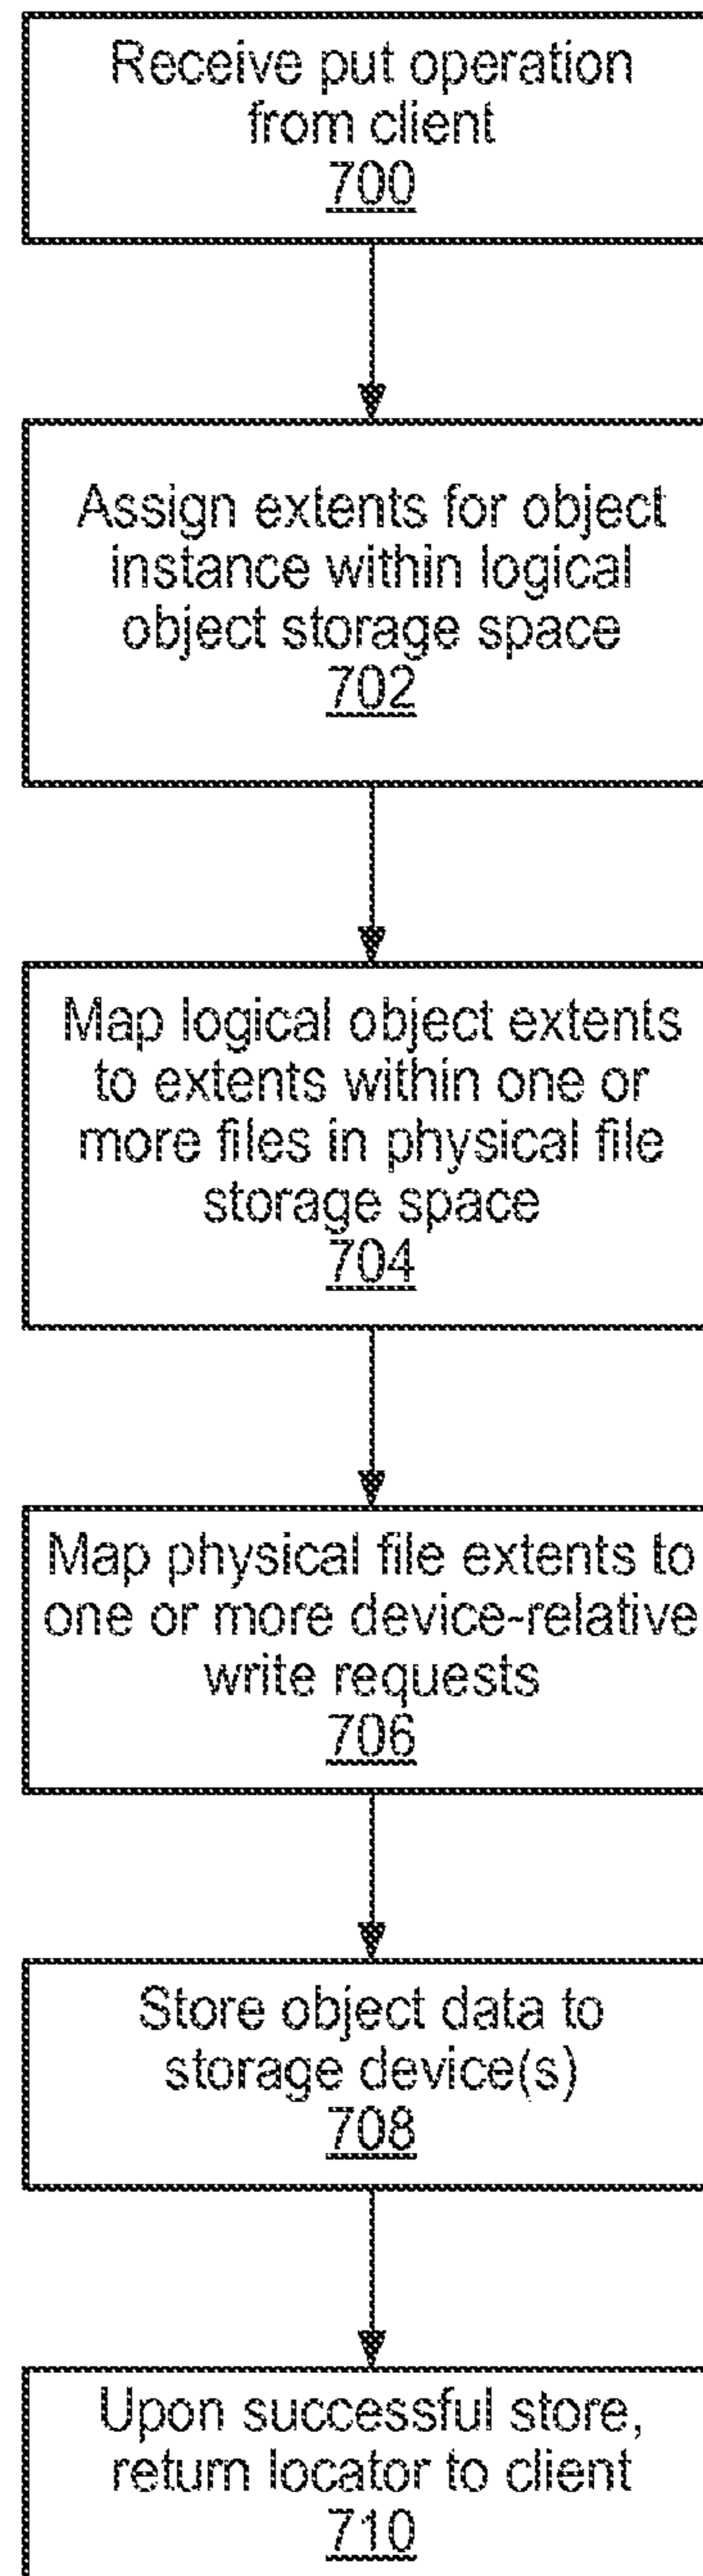 Receive put operation
from client
700
Assign extents for object
instance within logical
object storage space
702
Map logical object extents
to extents within one or
more files in physical file
storage space
704
Map physical file extents to
one or more device-relative
write requests
706
Store object data to
storage device(s)
708
Upon successful store,
return locator to client
710